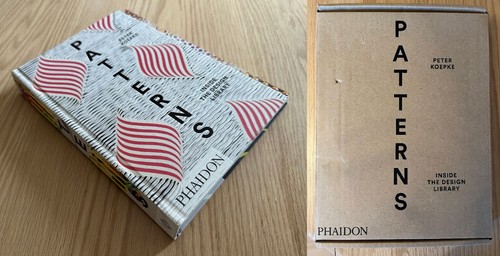 PATTERNS
PETER
KOEPKE
INSIDE
THE DESIGN
LIBRARY
PHAIDON
PATTERNS
PETER
KOEPKE
INSIDE
THE DESIGN
LIBRARY
PHAIDON